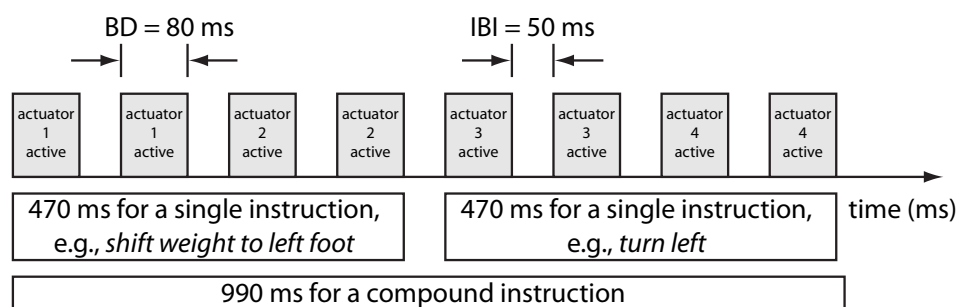 BD = 80 ms
IBI = 50 ms
actuator
1
active
actuator
1
active
actuator
2
active
actuator
2
active
actuator
3
active
actuator
3
active
actuator
4
active
actuator
4
active
470 ms for a single instruction,
e.g., shift weight to left foot
470 ms for a single instruction,
e.g., turn left
time (ms)
990 ms for a compound instruction